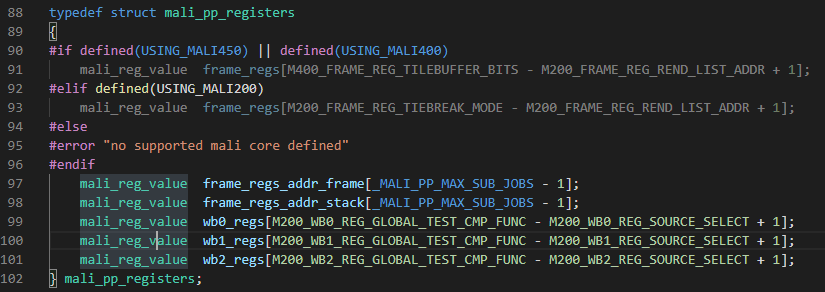 88 typedef struct mali_pp_registers
89 {
90 #if defined(USING_MALI450) || defined(USING_MALI400)
91     mali_reg_value  frame_regs[M400_FRAME_REG_TILEBUFFER_BITS - M200_FRAME_REG_REND_LIST_ADDR + 1];
92 #elif defined(USING_MALI200)
93     mali_reg_value  frame_regs[M200_FRAME_REG_TIEBREAK_MODE - M200_FRAME_REG_REND_LIST_ADDR + 1];
94 #else
95 #error "no supported mali core defined"
96 #endif
97     mali_reg_value  frame_regs_addr_frame[_MALI_PP_MAX_SUB_JOBS - 1];
98     mali_reg_value  frame_regs_addr_stack[_MALI_PP_MAX_SUB_JOBS - 1];
99     mali_reg_value  wb0_regs[M200_WB0_REG_GLOBAL_TEST_CMP_FUNC - M200_WB0_REG_SOURCE_SELECT + 1];
100     mali_reg_value  wb1_regs[M200_WB1_REG_GLOBAL_TEST_CMP_FUNC - M200_WB1_REG_SOURCE_SELECT + 1];
101     mali_reg_value  wb2_regs[M200_WB2_REG_GLOBAL_TEST_CMP_FUNC - M200_WB2_REG_SOURCE_SELECT + 1];
102 } mali_pp_registers;